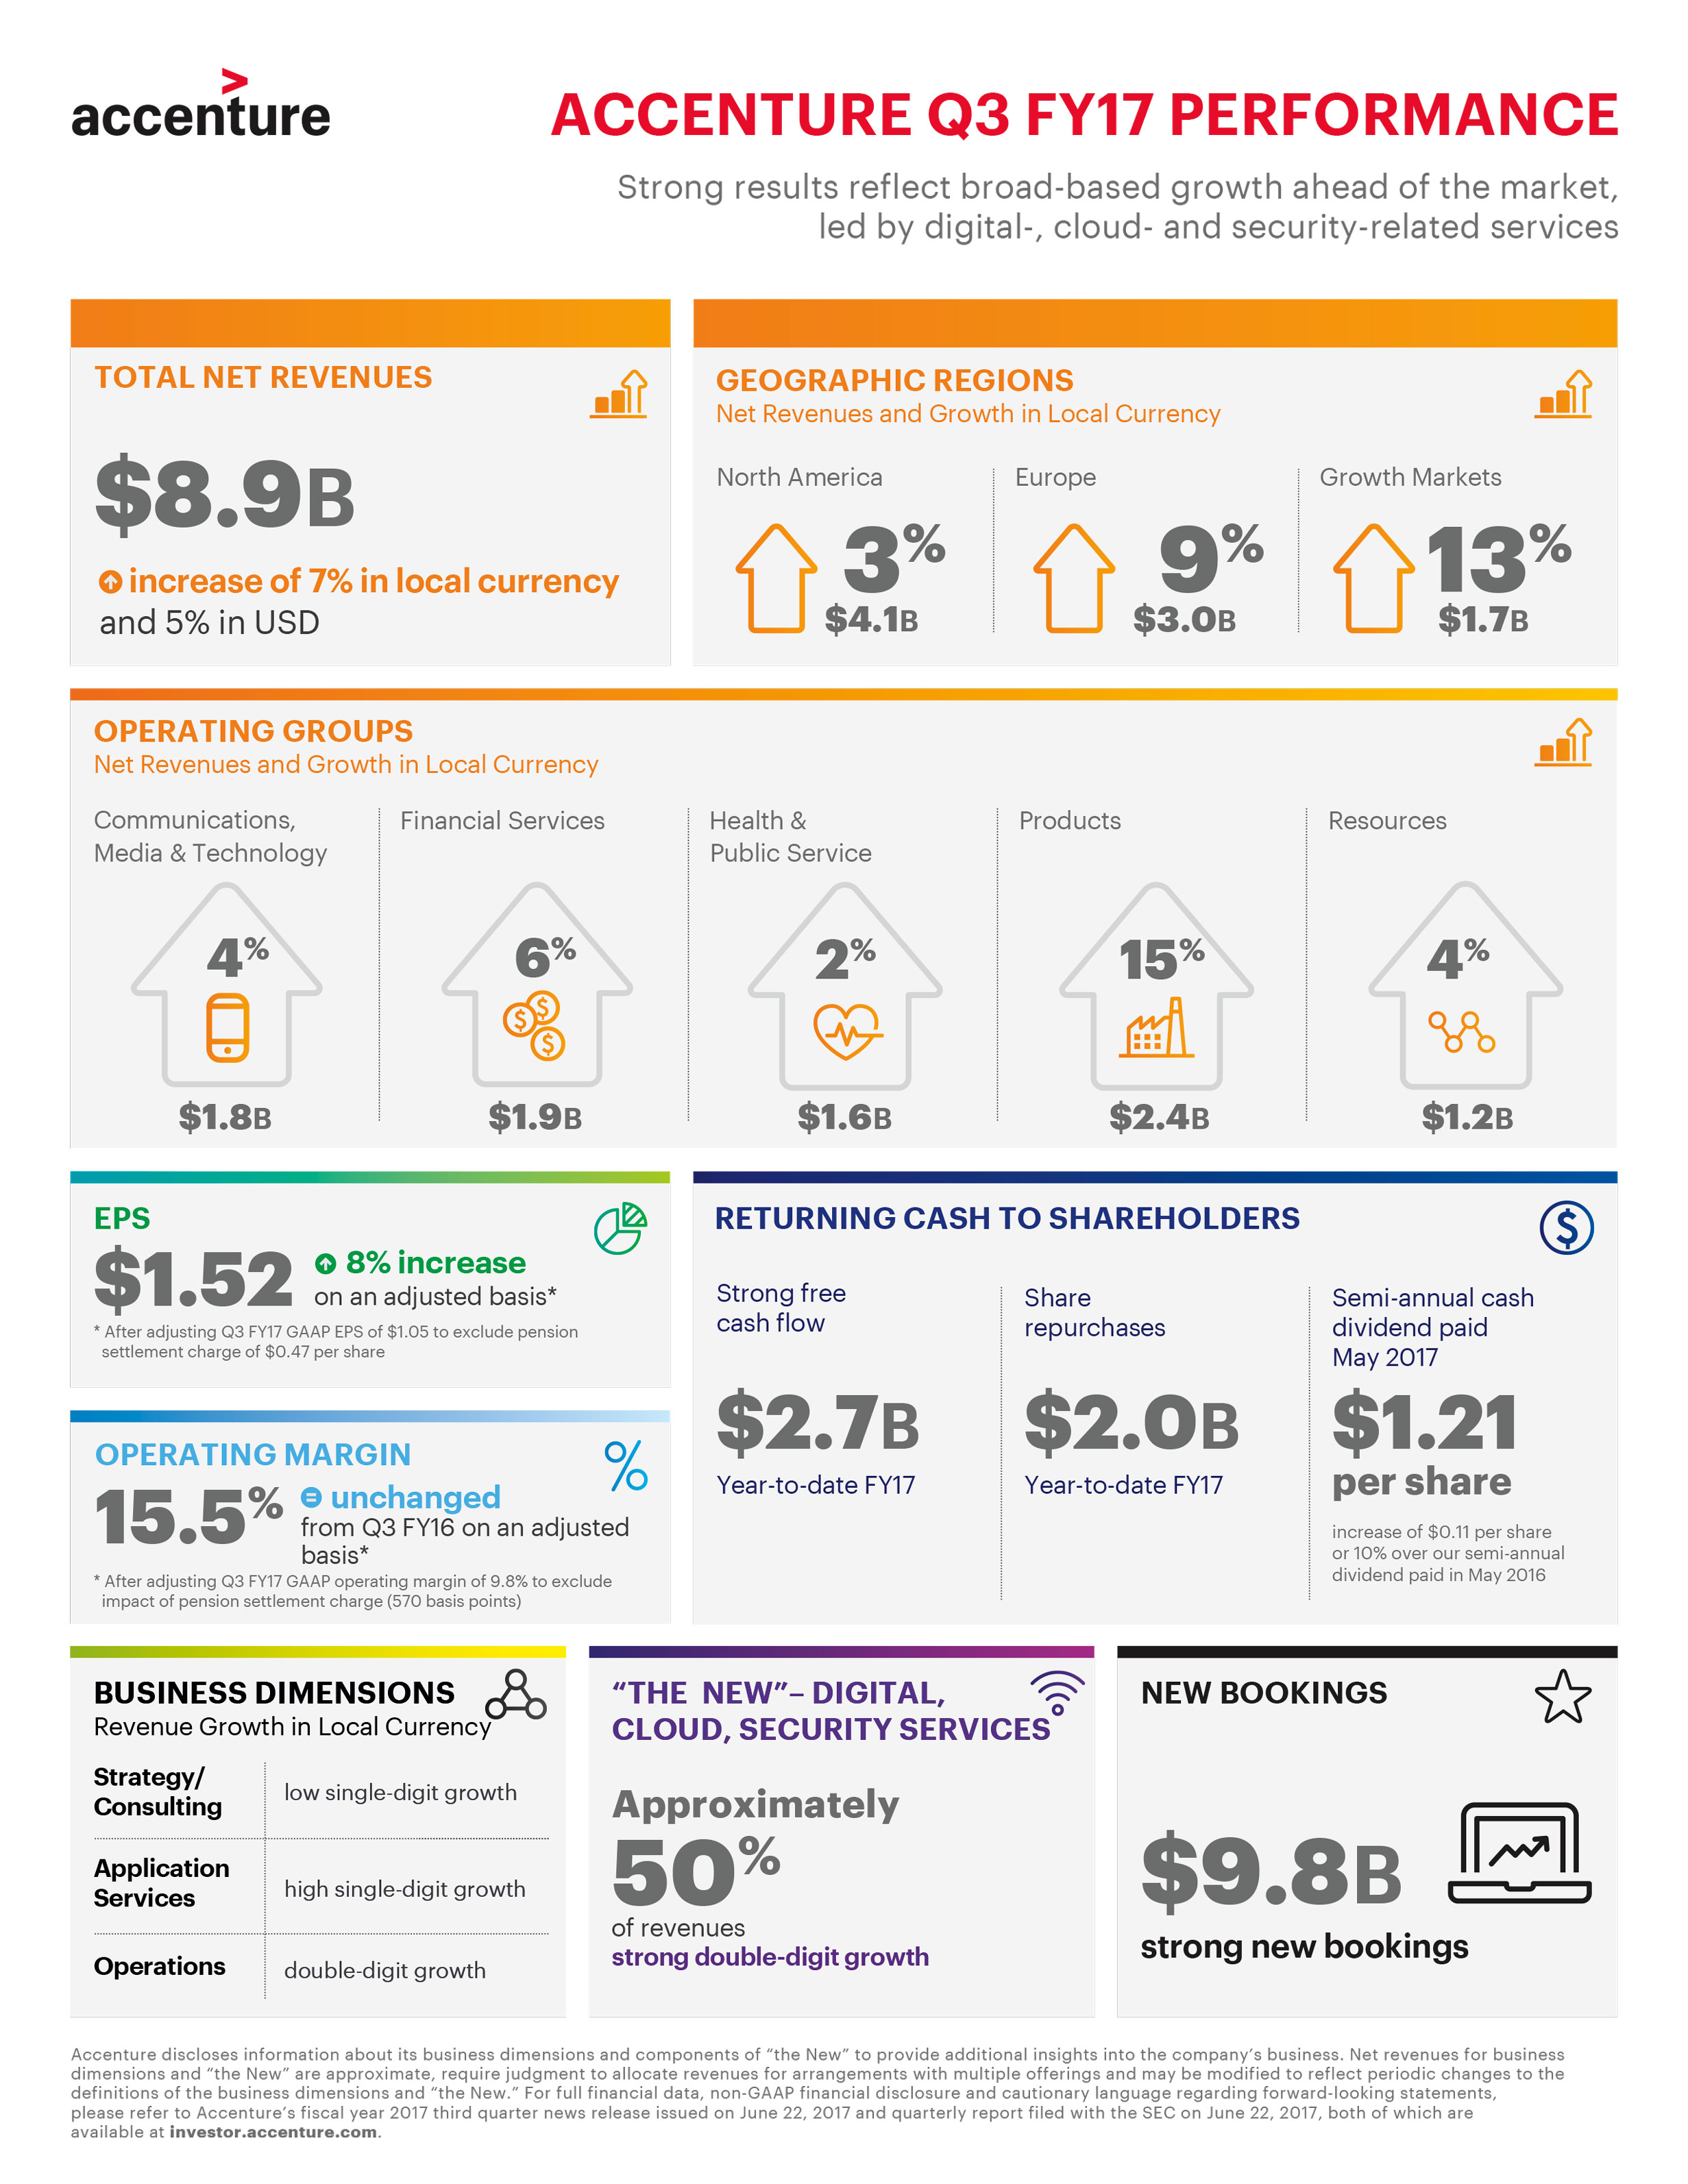 accenture
ACCENTURE Q3 FY17 PERFORMANCE
Strong results reflect broad-based growth ahead of the market,
led by digital-, cloud- and security-related services
TOTAL NET REVENUES
$8.9B
increase of 7% in local currency
and 5% in USD
GEOGRAPHIC REGIONS
Net Revenues and Growth in Local Currency
North America
3%
$4.1B
Europe
9%
$3.0B
Growth Markets
13%
$1.7B
OPERATING GROUPS
Net Revenues and Growth in Local Currency
Communications,
Media & Technology
4%
$1.8B
Financial Services
6%
$1.9B
Health &
Public Service
2%
$1.6B
Products
15%
$2.4B
Resources
4%
$1.2B
EPS
$1.52
8% increase
on an adjusted basis*
* After adjusting Q3 FY17 GAAP EPS of $1.05 to exclude pension
settlement charge of $0.47 per share
OPERATING MARGIN
15.5%
unchanged
from Q3 FY16 on an adjusted
basis*
* After adjusting Q3 FY17 GAAP operating margin of 9.8% to exclude
impact of pension settlement charge (570 basis points)
RETURNING CASH TO SHAREHOLDERS
Strong free
cash flow
$2.7B
Year-to-date FY17
Share
repurchases
$2.0B
Year-to-date FY17
Semi-annual cash
dividend paid
May 2017
$1.21
per share
increase of $0.11 per share
or 10% over our semi-annual
dividend paid in May 2016
BUSINESS DIMENSIONS
Revenue Growth in Local Currency
Strategy/
Consulting
low single-digit growth
Application
Services
high single-digit growth
Operations
double-digit growth
“THE NEW”– DIGITAL,
CLOUD, SECURITY SERVICES
Approximately
50%
of revenues
strong double-digit growth
NEW BOOKINGS
$9.8B
strong new bookings
Accenture discloses information about its business dimensions and components of “the New” to provide additional insights into the company’s business. Net revenues for business
dimensions and “the New” are approximate, require judgment to allocate revenues for arrangements with multiple offerings and may be modified to reflect periodic changes to the
definitions of the business dimensions and “the New.” For full financial data, non-GAAP financial disclosure and cautionary language regarding forward-looking statements,
please refer to Accenture’s fiscal year 2017 third quarter news release issued on June 22, 2017 and quarterly report filed with the SEC on June 22, 2017, both of which are
available at investor.accenture.com.